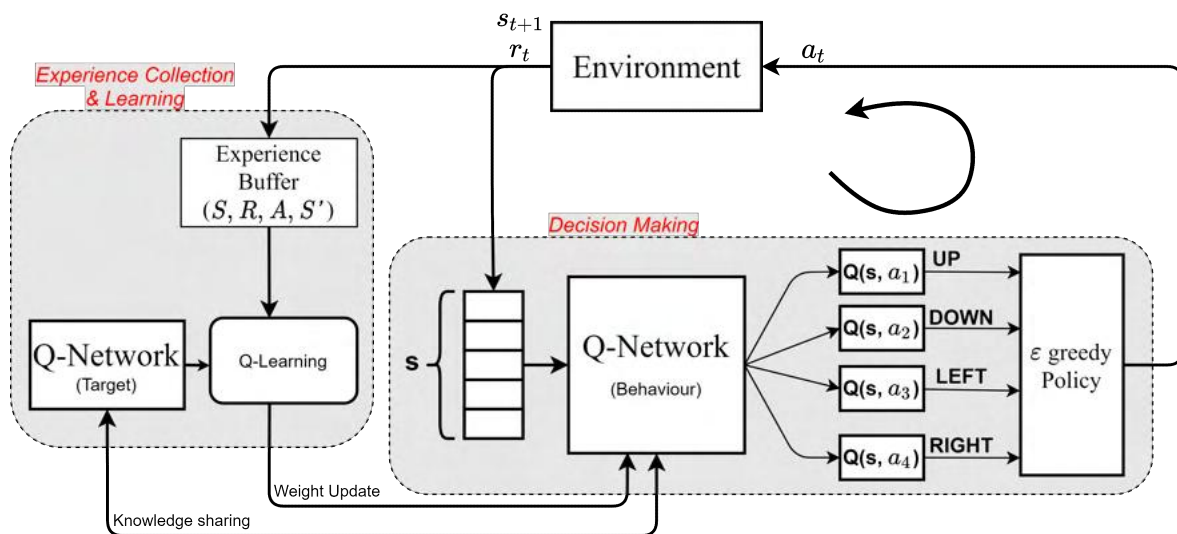 s_{t+1}
r_t
Environment
a_t
Experience Collection
& Learning
Experience
Buffer
(S, R, A, S')
Q-Network
(Target)
Q-Learning
Weight Update
Knowledge sharing
Decision Making
s
Q-Network
(Behaviour)
Q(s, a_1)
UP
Q(s, a_2)
DOWN
Q(s, a_3)
LEFT
Q(s, a_4)
RIGHT
ε greedy
Policy